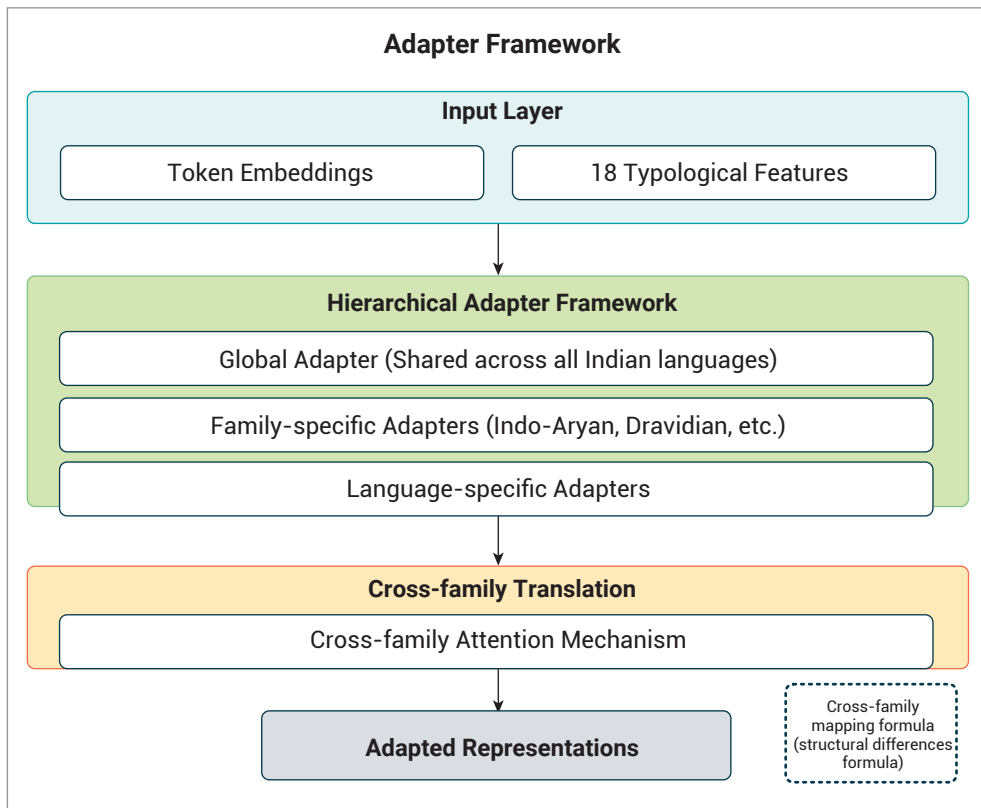 Adapter Framework
Input Layer
Token Embeddings
18 Typological Features
Hierarchical Adapter Framework
Global Adapter (Shared across all Indian languages)
Family-specific Adapters (Indo-Aryan, Dravidian, etc.)
Language-specific Adapters
Cross-family Translation
Cross-family Attention Mechanism
Adapted Representations
Cross-family
mapping formula
(structural differences
formula)